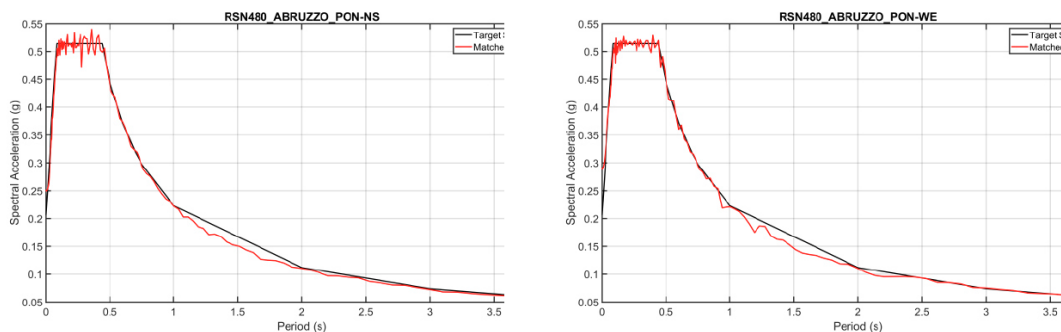 RSN480_ABRUZZO_PON-NS
Spectral Acceleration (g)
0.55
0.5
0.45
0.4
0.35
0.3
0.25
0.2
0.15
0.1
0.05
Target S
Matche
0 0.5 1 1.5 2 2.5 3 3.5
Period (s)
RSN480_ABRUZZO_PON-WE
Spectral Acceleration (g)
0.55
0.5
0.45
0.4
0.35
0.3
0.25
0.2
0.15
0.1
0.05
Target S
Matche
0 0.5 1 1.5 2 2.5 3 3.5
Period (s)